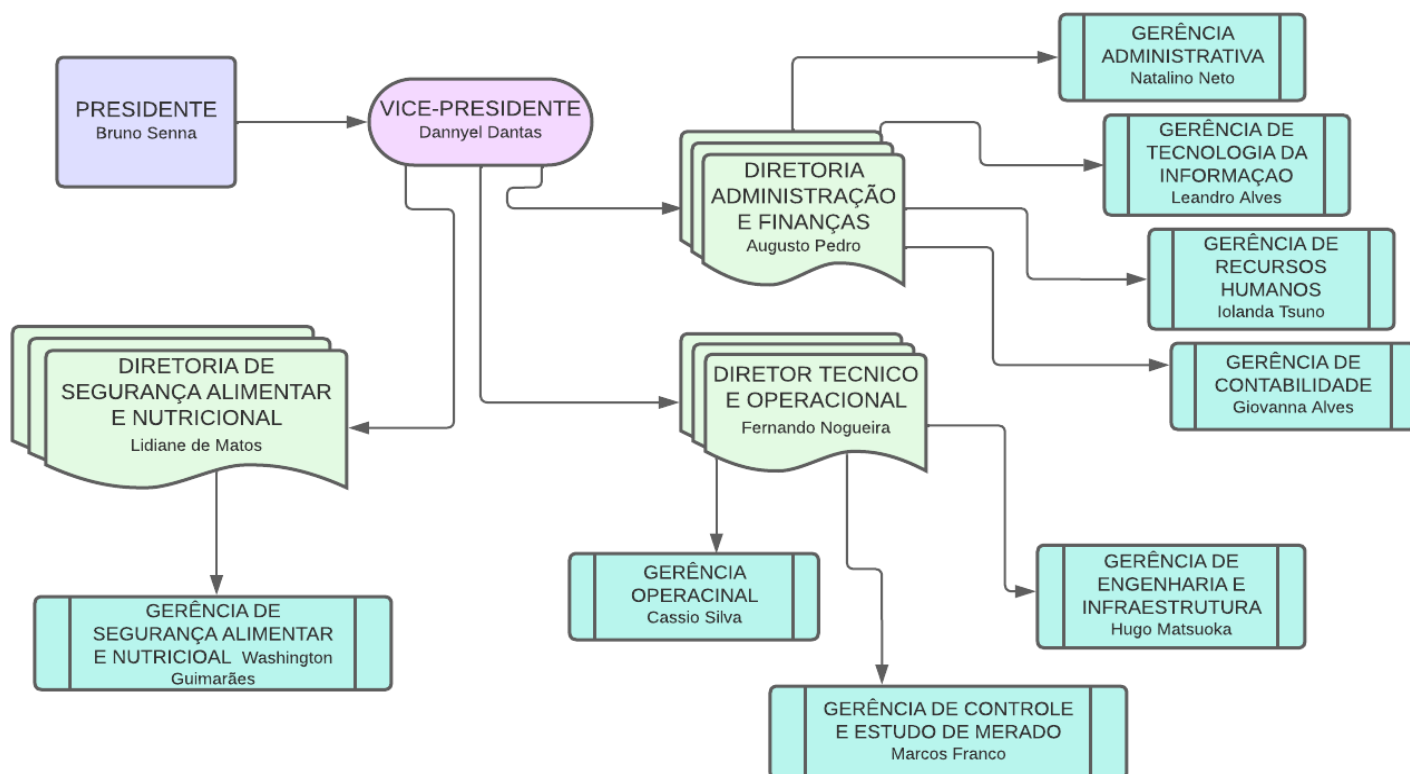 PRESIDENTE
Bruno Senna
VICE-PRESIDENTE
Dannyel Dantas
DIRETORIA
ADMINISTRAÇÃO
E FINANÇAS
Augusto Pedro
GERÊNCIA
ADMINISTRATIVA
Natalino Neto
GERÊNCIA DE
TECNOLOGIA DA
INFORMAÇAO
Leandro Alves
GERÊNCIA DE
RECURSOS
HUMANOS
Iolanda Tsuno
GERÊNCIA DE
CONTABILIDADE
Giovanna Alves
DIRETORIA DE
SEGURANÇA ALIMENTAR
E NUTRICIONAL
Lidiane de Matos
DIRETOR TECNICO
E OPERACIONAL
Fernando Nogueira
GERÊNCIA DE
SEGURANÇA ALIMENTAR
E NUTRICIOAL Washington
Guimarães
GERÊNCIA
OPERACINAL
Cassio Silva
GERÊNCIA DE
ENGENHARIA E
INFRAESTRUTURA
Hugo Matsuoka
GERÊNCIA DE CONTROLE
E ESTUDO DE MERADO
Marcos Franco